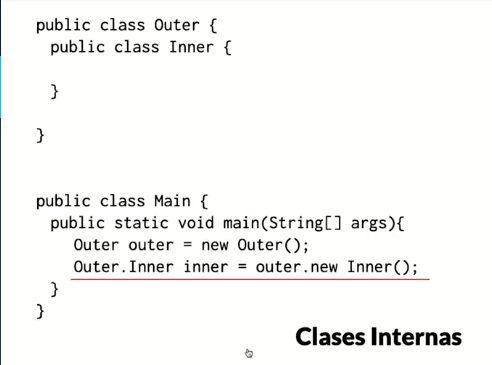 public class Outer {
public class Inner {
}
}
public class Main {
public static void main(String[] args){
Outer outer = new Outer();
Outer.Inner inner = outer.new Inner();
}
}
Clases Internas